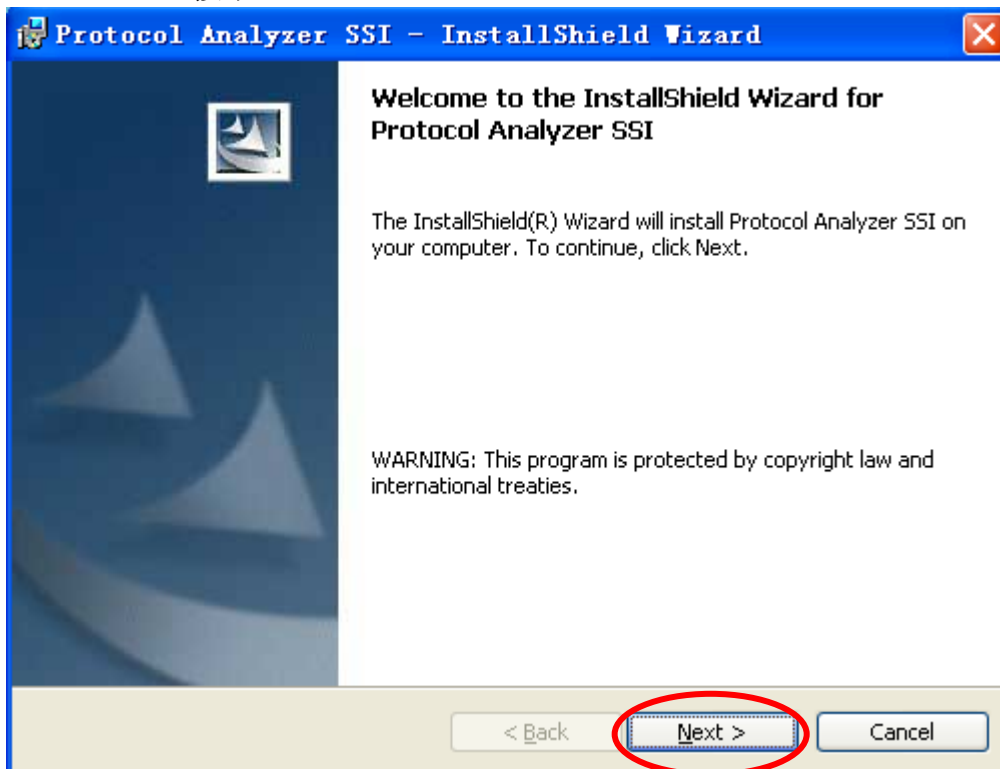 Protocol Analyzer SSI - InstallShield Wizard
Welcome to the InstallShield Wizard for
Protocol Analyzer SSI
The InstallShield(R) Wizard will install Protocol Analyzer SSI on
your computer. To continue, click Next.
WARNING: This program is protected by copyright law and
international treaties.
< Back
Next >
Cancel